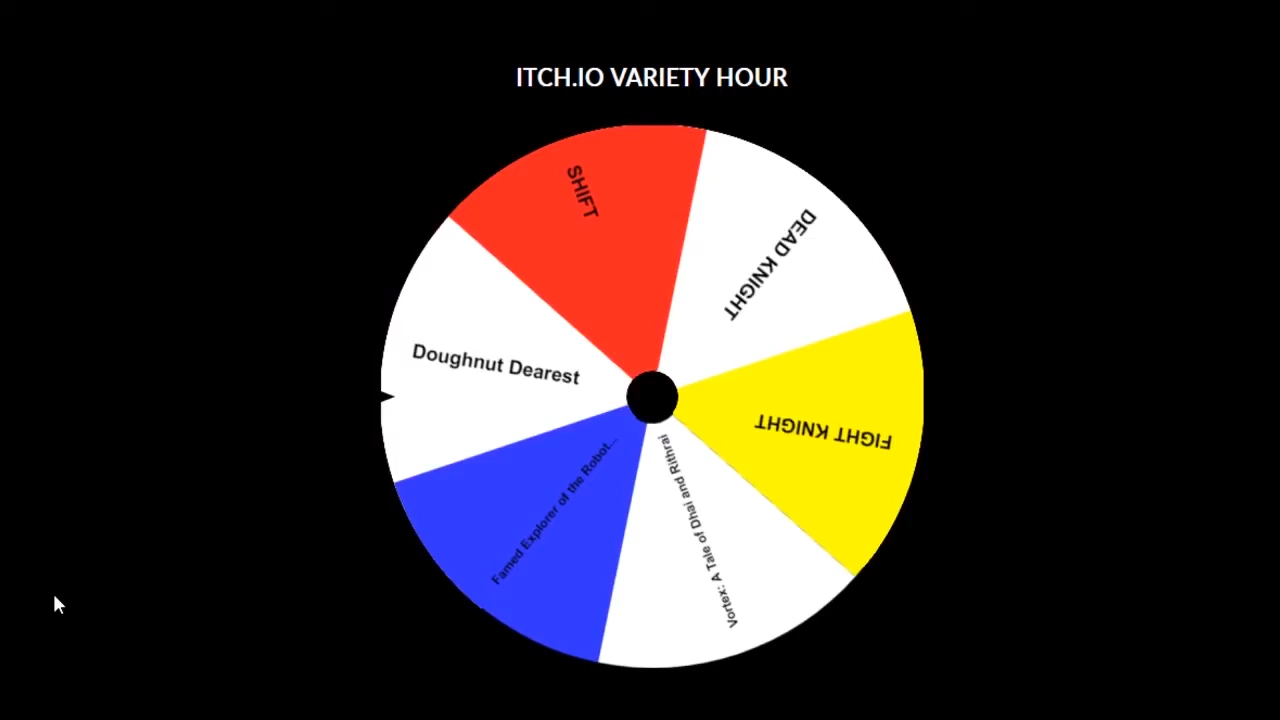 ITCH.IO VARIETY HOUR
SHIFT
DEAD KNIGHT
Doughnut Dearest
FIGHT KNIGHT
Famed Explorer of the Robot...
Vortex: A Tale of Dhai and Rithrai